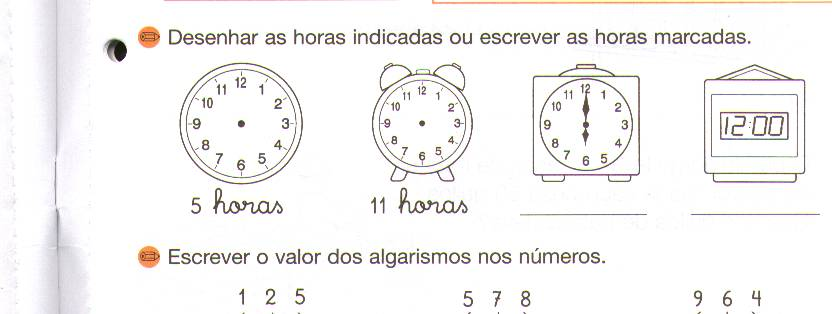 Desenhar as horas indicadas ou escrever as horas marcadas.
12 1 2 3 4 5 6 7 8 9 10 11
12 1 2 3 4 5 6 7 8 9 10 11
12 1 2 3 4 5 6 7 8 9 10 11
12:00
5 horas
11 horas
Escrever o valor dos algarismos nos números.
1 2 5
5 7 8
9 6 4